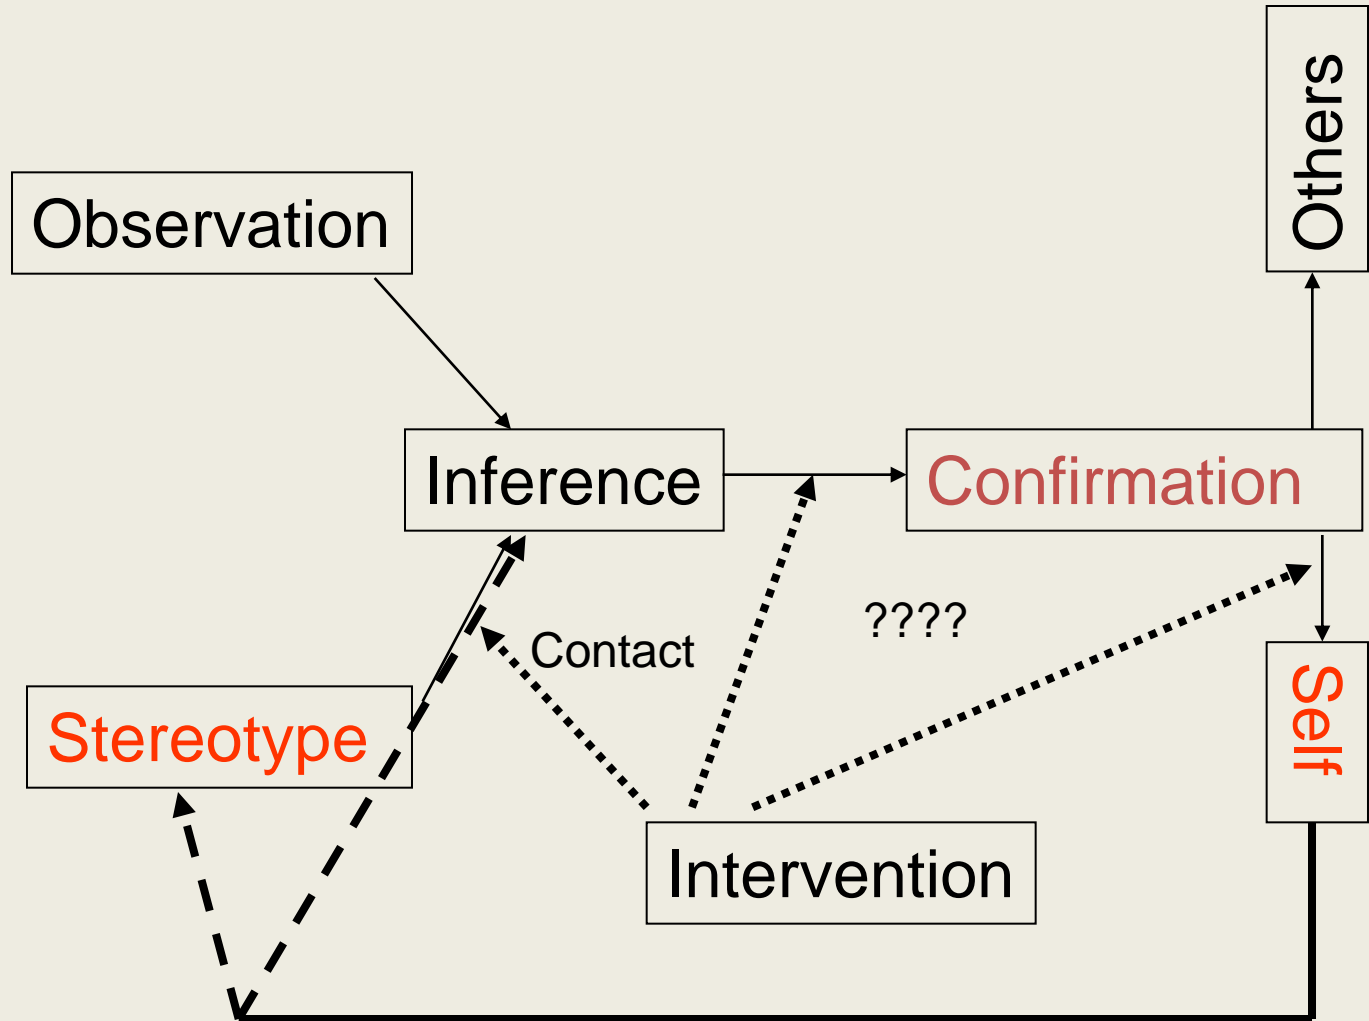 Others
Observation
Inference
Confirmation
????
Contact
Self
Stereotype
Intervention